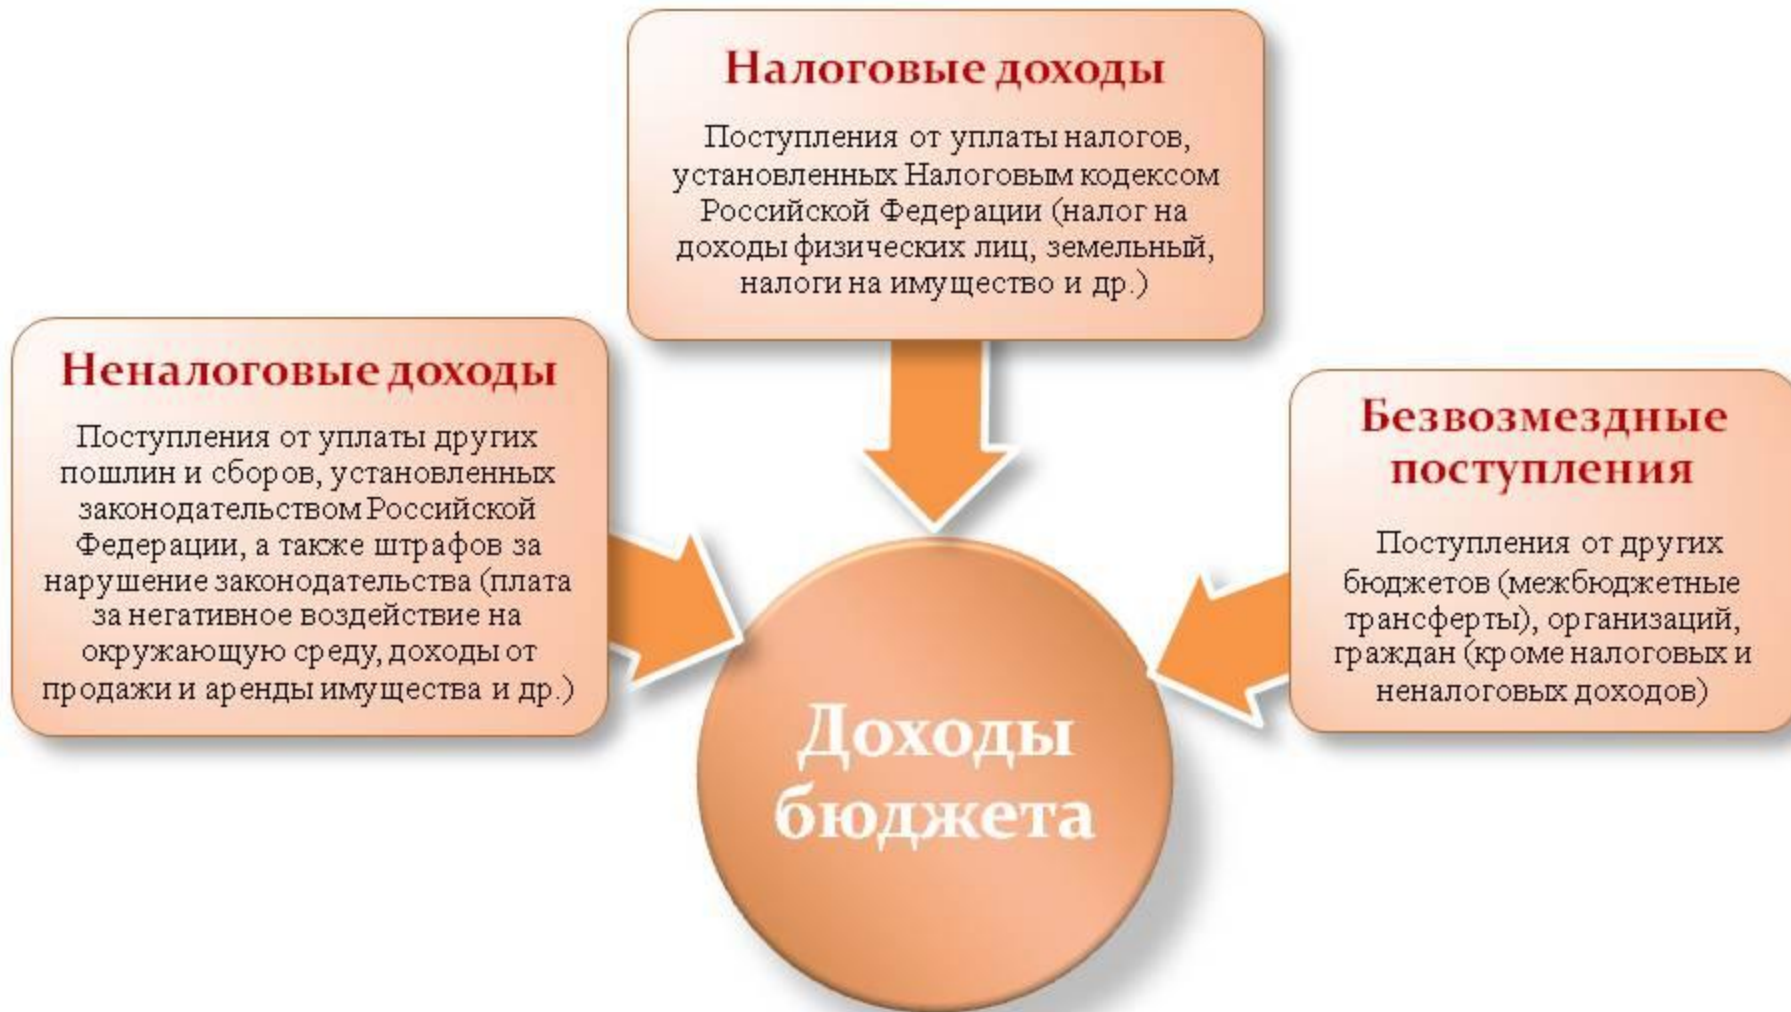 Налоговые доходы
Поступления от уплаты налогов,
установленных Налоговым кодексом
Российской Федерации (налог на
доходы физических лиц, земельный,
налоги на имущество и др.)
Неналоговые доходы
Поступления от уплаты других
пошлин и сборов, установленных
законодательством Российской
Федерации, а также штрафов за
нарушение законодательства (плата
за негативное воздействие на
окружающую среду, доходы от
продажи и аренды имущества и др.)
Безвозмездные
поступления
Поступления от других
бюджетов (межбюджетные
трансферты), организаций,
граждан (кроме налоговых и
неналоговых доходов)
Доходы
бюджета